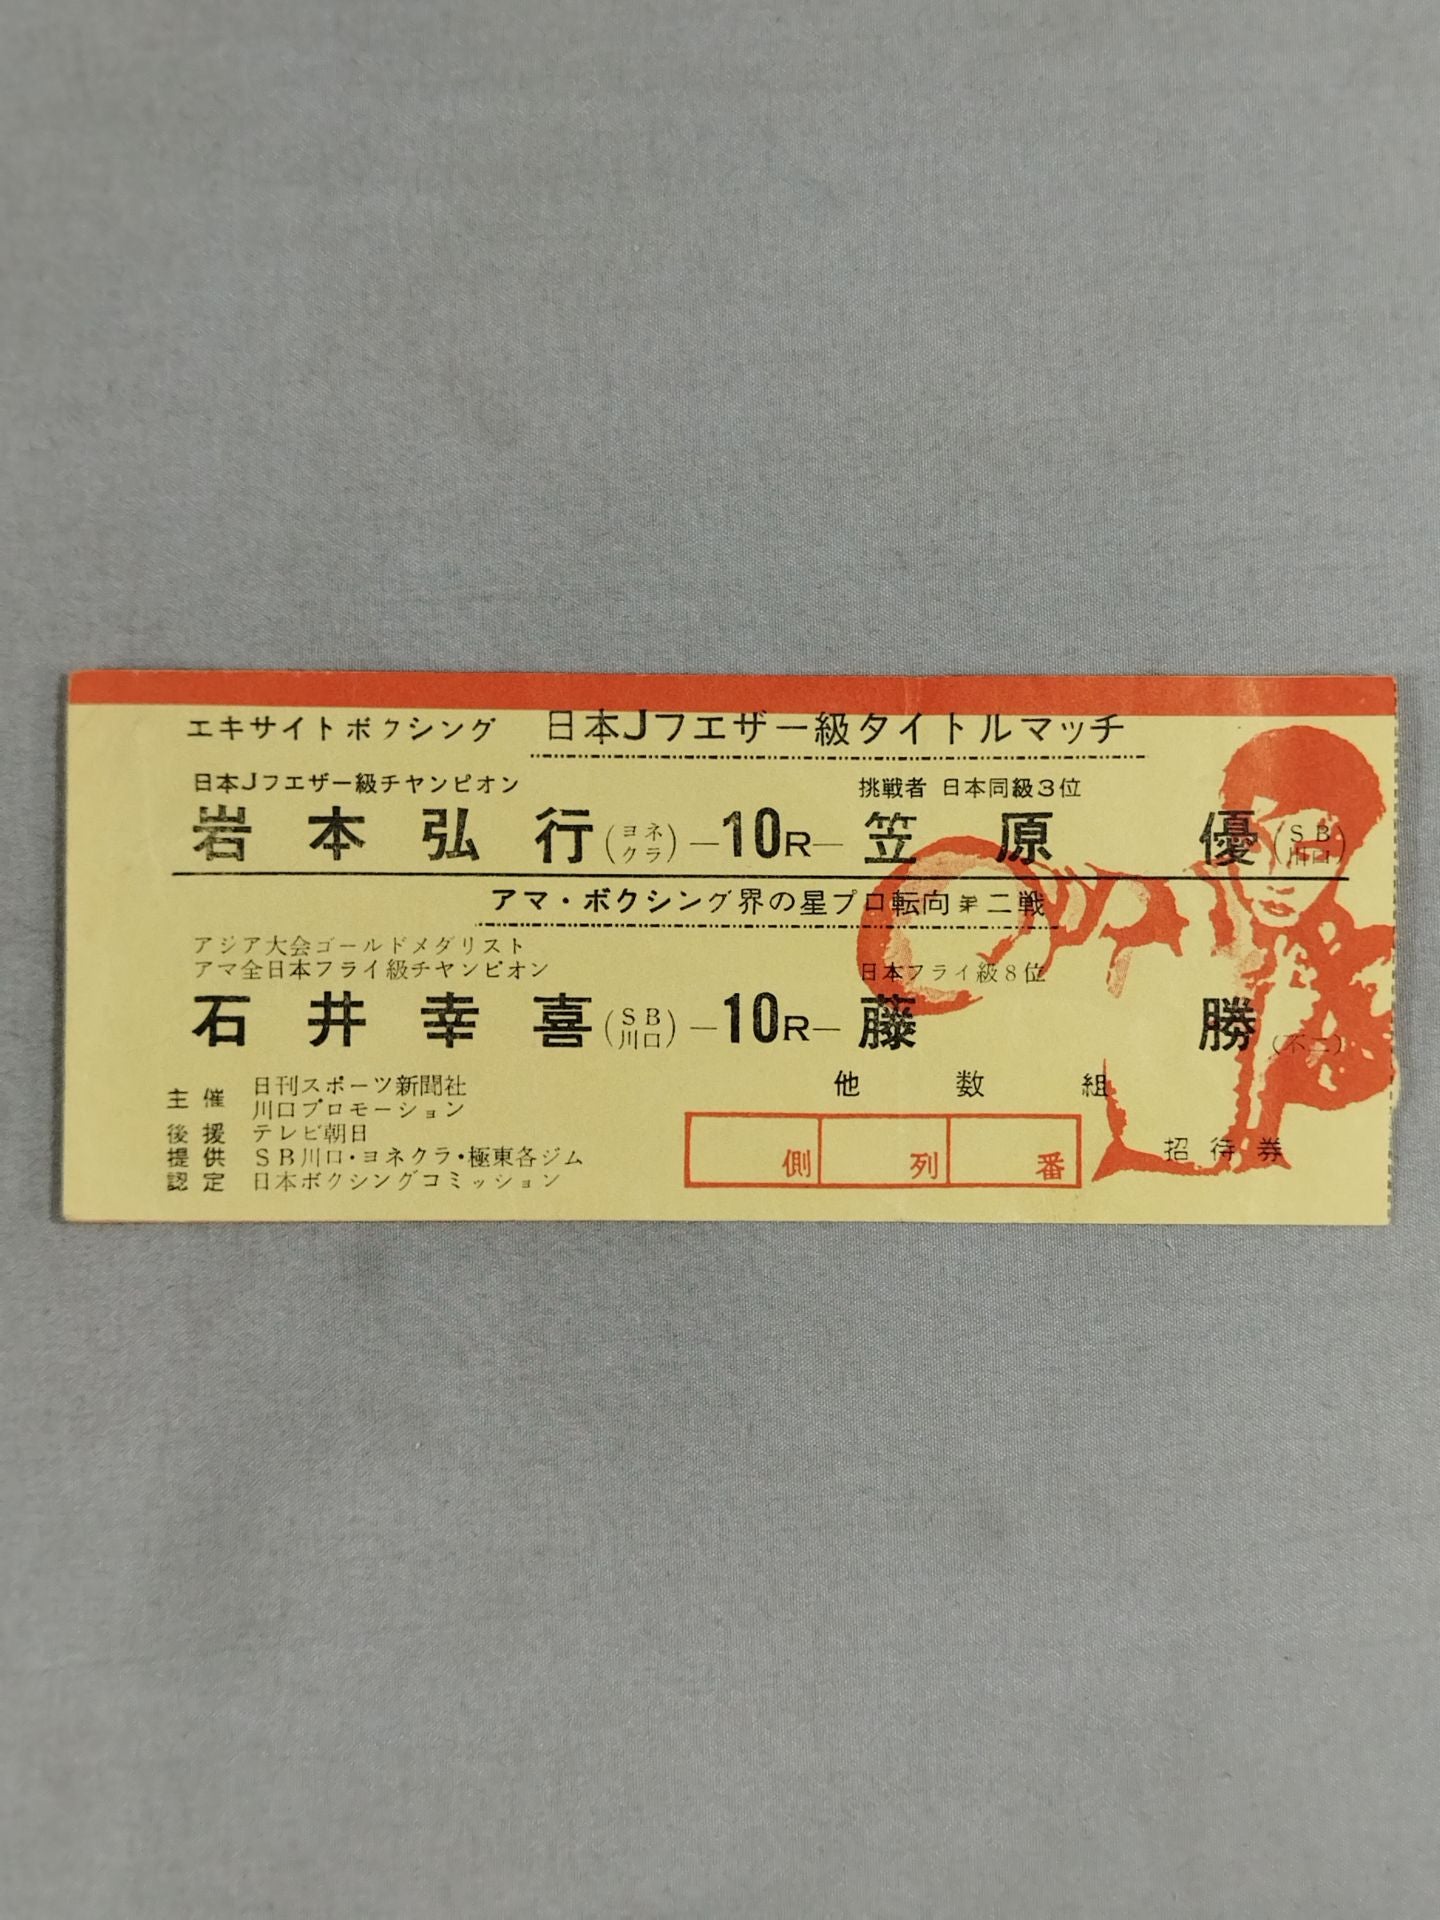 エキサイトボクシング 日本Jフエザー級タイトルマッチ
日本Jフエザー級チヤンピオン 挑戦者 日本同級3位
岩本弘行(ヨネクラ)—10R—笠原優(SB川口)
アマ・ボクシング界の星プロ転向㐧二戦
アジア大会ゴールドメダリスト
アマ全日本フライ級チヤンピオン 日本フライ級8位
石井幸喜(SB川口)—10R—藤勝(不二)
他数組
主催 日刊スポーツ新聞社
川口プロモーション
後援 テレビ朝日
提供 SB川口・ヨネクラ・極東各ジム
認定 日本ボクシングコミッション
側 列 番
招待券